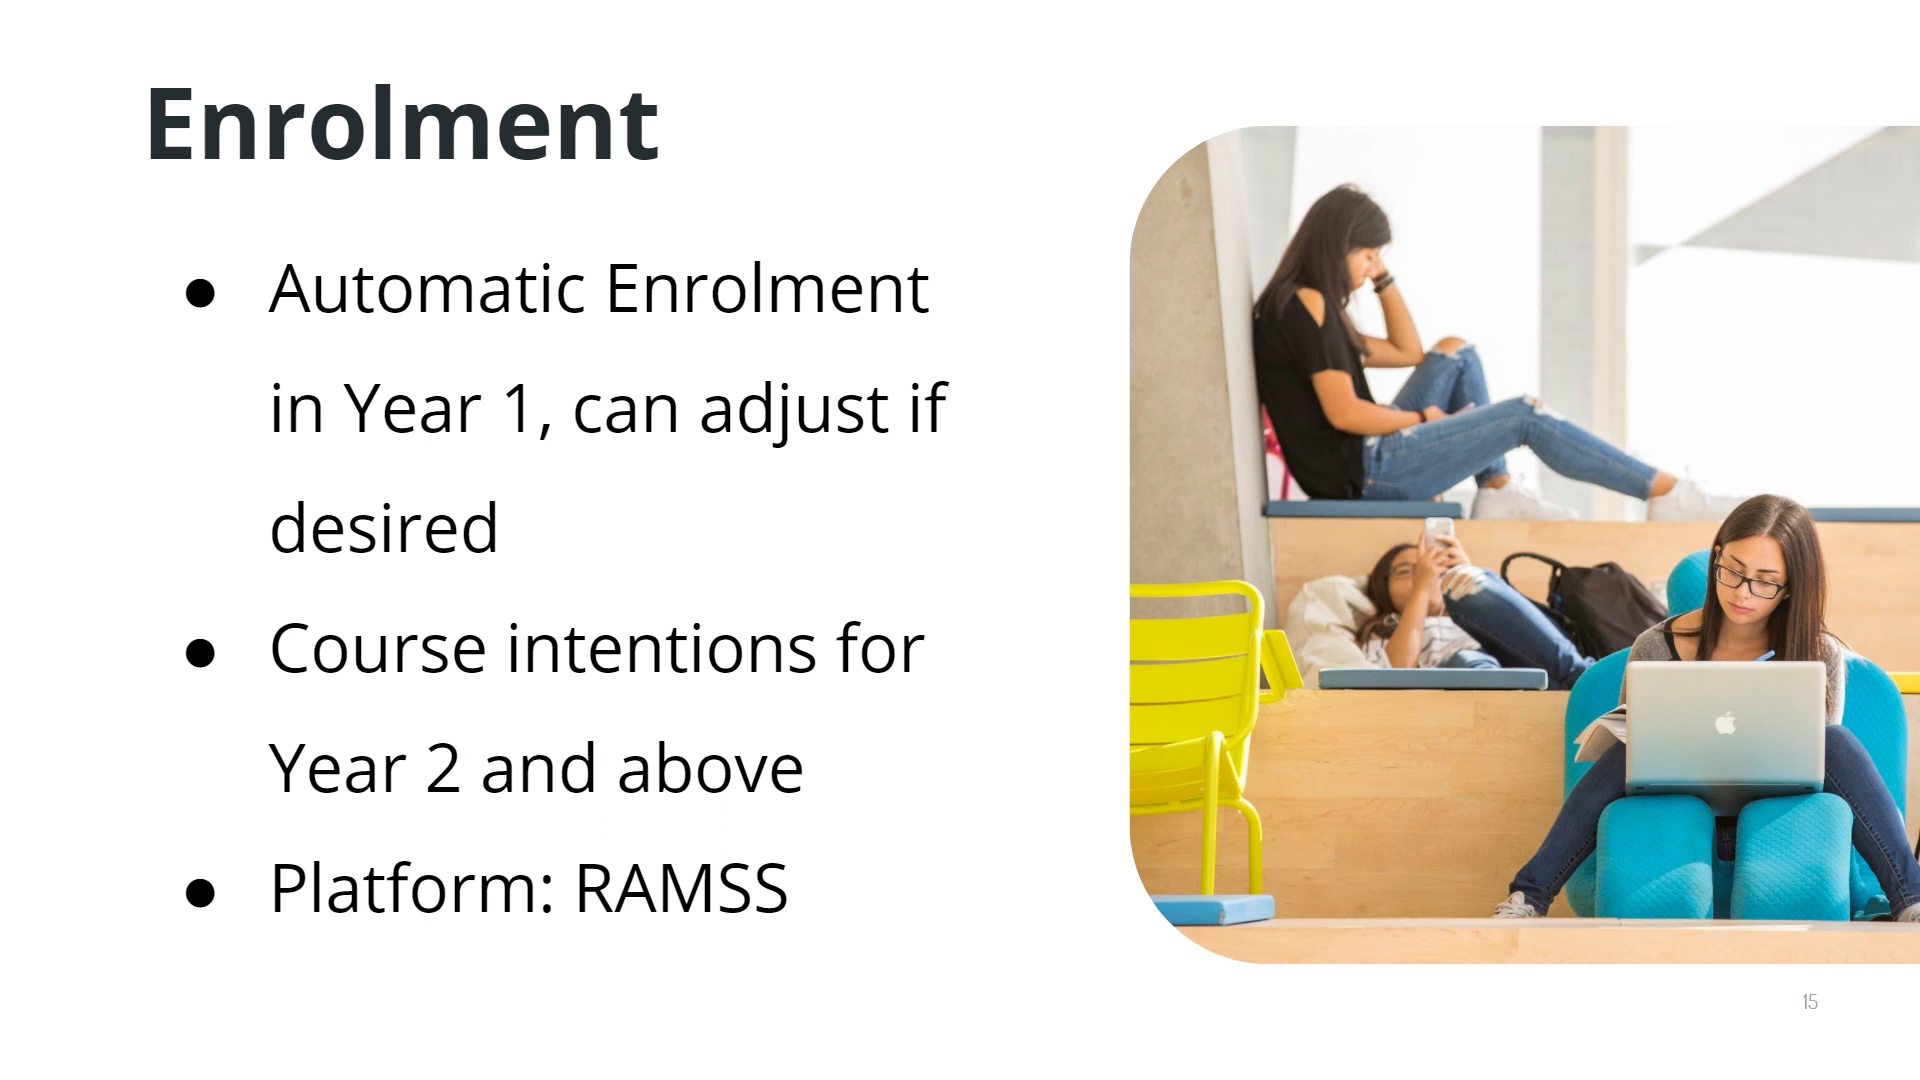 Enrolment
● Automatic Enrolment
in Year 1, can adjust if
desired
● Course intentions for
Year 2 and above
● Platform: RAMSS
15